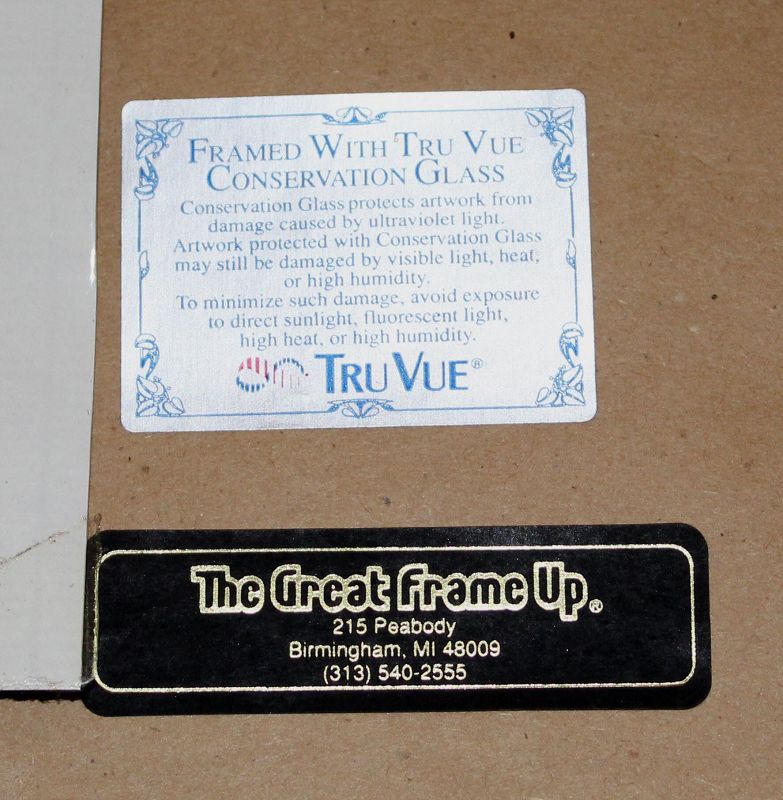 FRAMED WITH TRU VUE
CONSERVATION GLASS
Conservation Glass protects artwork from
damage caused by ultraviolet light.
Artwork protected with Conservation Glass
may still be damaged by visible light, heat,
or high humidity.
To minimize such damage, avoid exposure
to direct sunlight, fluorescent light,
high heat, or high humidity.
TRU VUE®
The Great Frame Up®
215 Peabody
Birmingham, MI 48009
(313) 540-2555